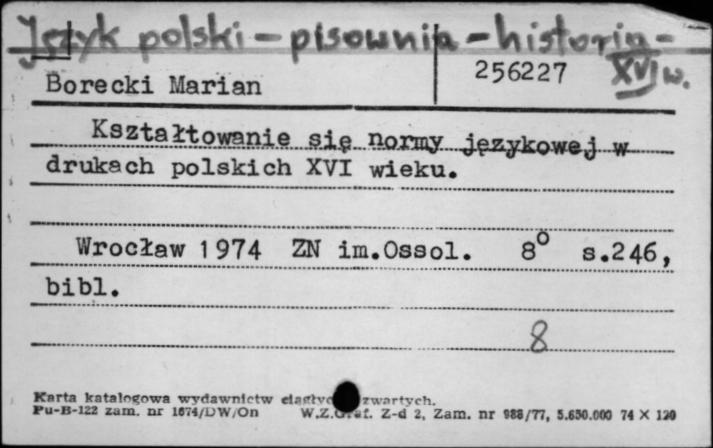 Język polski - pisownia - historia -
XVI w.
Borecki Marian 256227
Kształtowanie się normy językowej w
drukach polskich XVI wieku.
Wrocław 1974 ZN im.Ossol. 8° s.246,
bibl.
8
Karta katalogowa wydawnictw zwartych.
Pu-B-122 zam. nr 1674/DW/On W.Z.Graf. Z-d 2, Zam. nr 988/77, 5.650.000 74 X 120